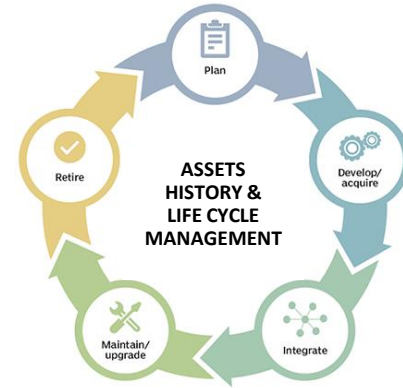 Plan
Develop/
acquire
Integrate
Maintain/
upgrade
Retire
ASSETS
HISTORY &
LIFE CYCLE
MANAGEMENT